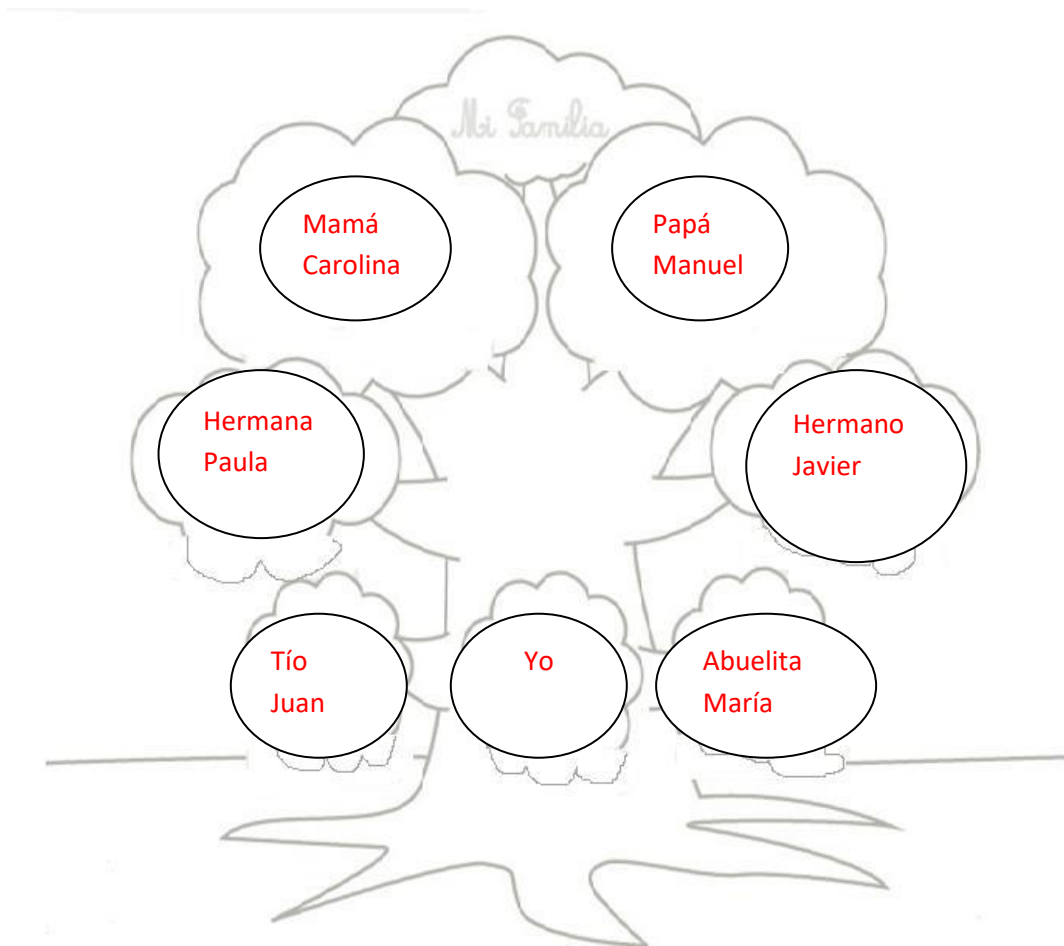 Mi Familia
Mamá
Carolina
Papá
Manuel
Hermana
Paula
Hermano
Javier
Tío
Juan
Yo
Abuelita
María